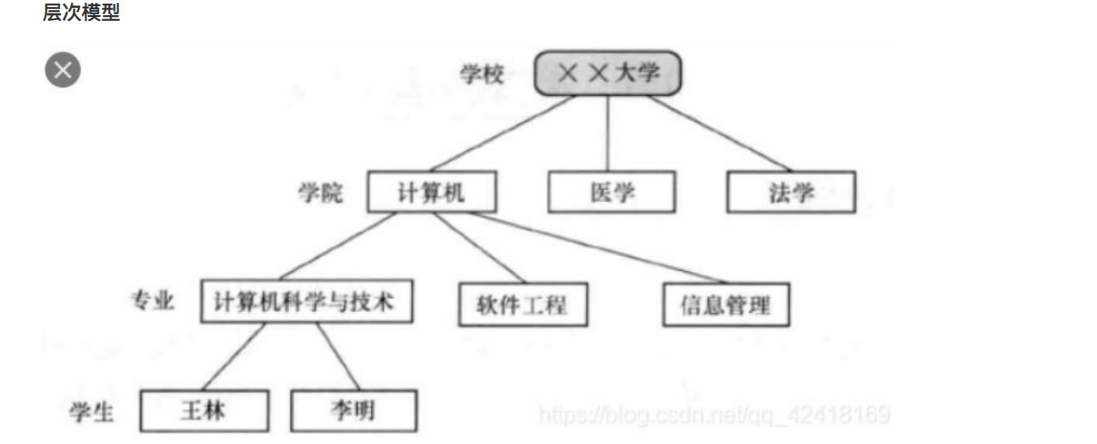 层次模型
学校 ××大学
学院 计算机 医学 法学
专业 计算机科学与技术 软件工程 信息管理
学生 王林 李明
https://blog.csdn.net/qq_42418169